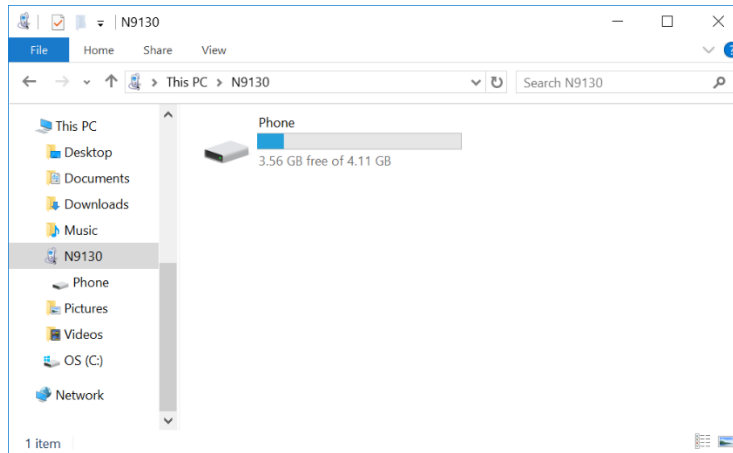 N9130
File Home Share View
This PC > N9130
Search N9130
This PC
Desktop
Documents
Downloads
Music
N9130
Phone
Pictures
Videos
OS (C:)
Network
Phone
3.56 GB free of 4.11 GB
1 item